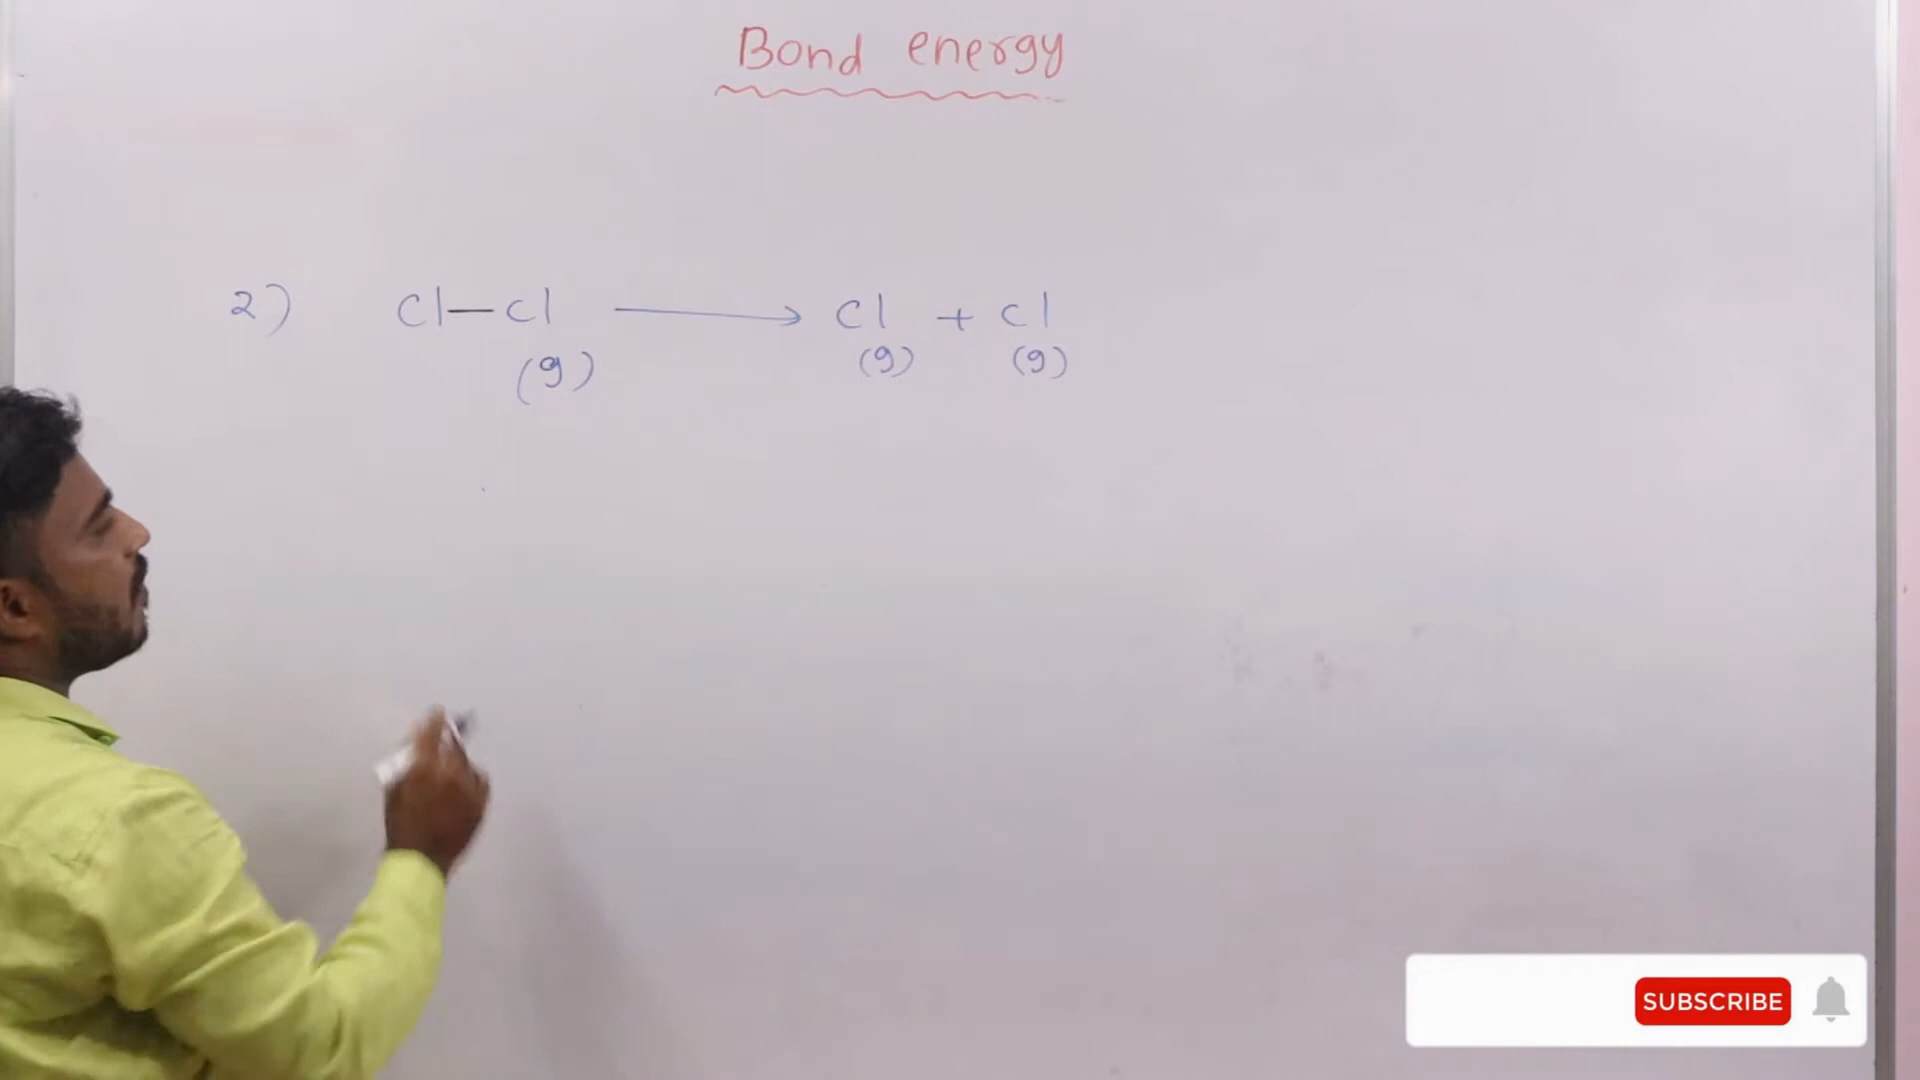 Bond energy
2) Cl—Cl ⟶ Cl + Cl
(g) (g) (g)
SUBSCRIBE